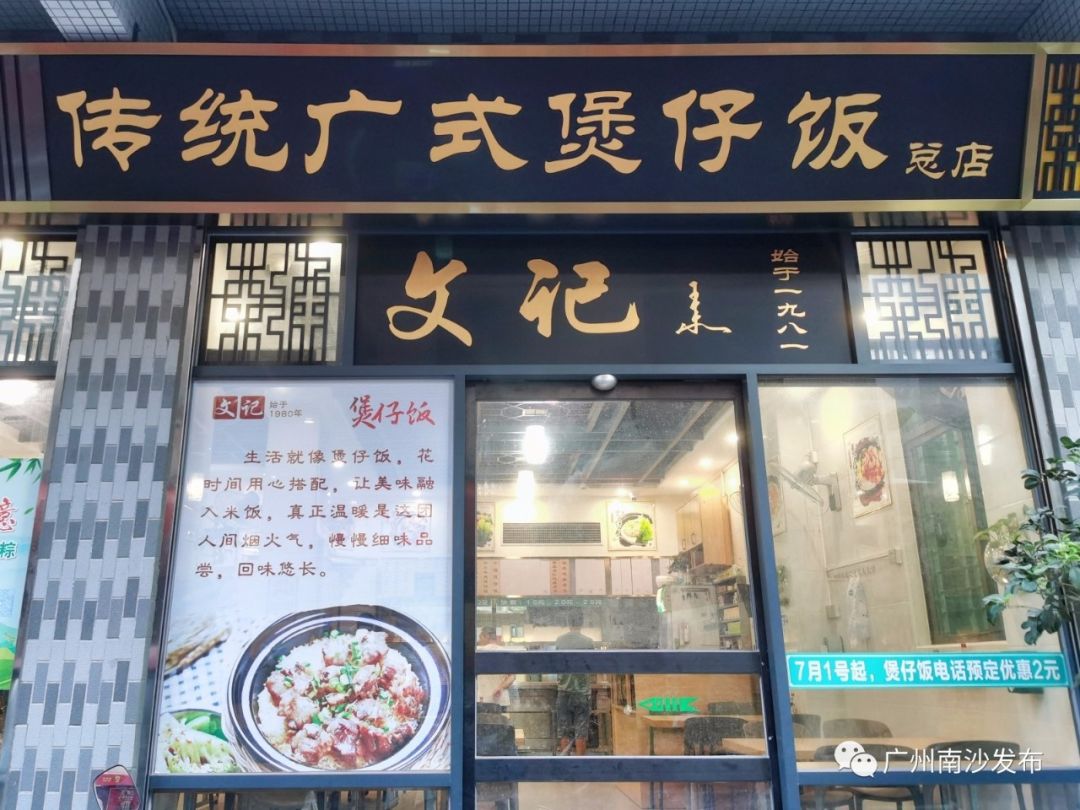 传统广式煲仔饭 总店
文记
始于一九八一
文记 始于1980年
煲仔饭
生活就像煲仔饭，花
时间用心搭配，让美味融
入米饭，真正温暖是这团
人间烟火气，慢慢细味品
尝，回味悠长。
意
粽
7月1号起，煲仔饭电话预定优惠2元
广州南沙发布